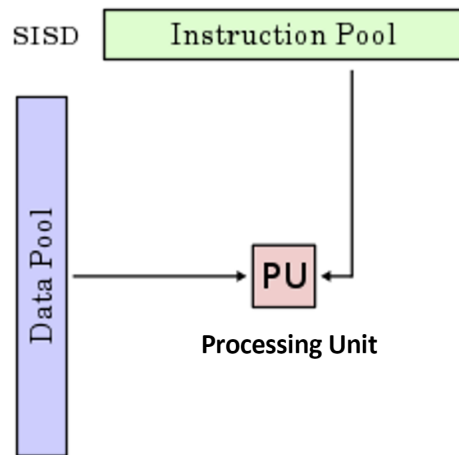 SISD
Instruction Pool
Data Pool
PU
Processing Unit